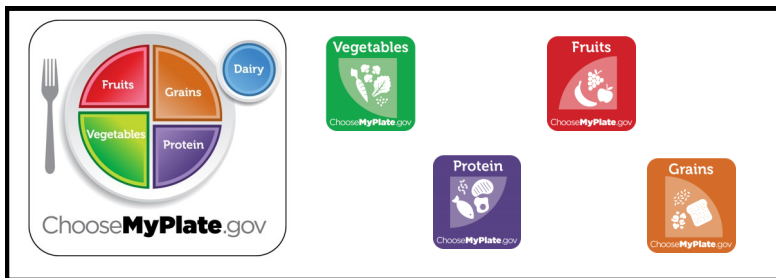 Fruits
Grains
Dairy
Vegetables
Protein
ChooseMyPlate.gov
Vegetables
ChooseMyPlate.gov
Fruits
ChooseMyPlate.gov
Protein
ChooseMyPlate.gov
Grains
ChooseMyPlate.gov